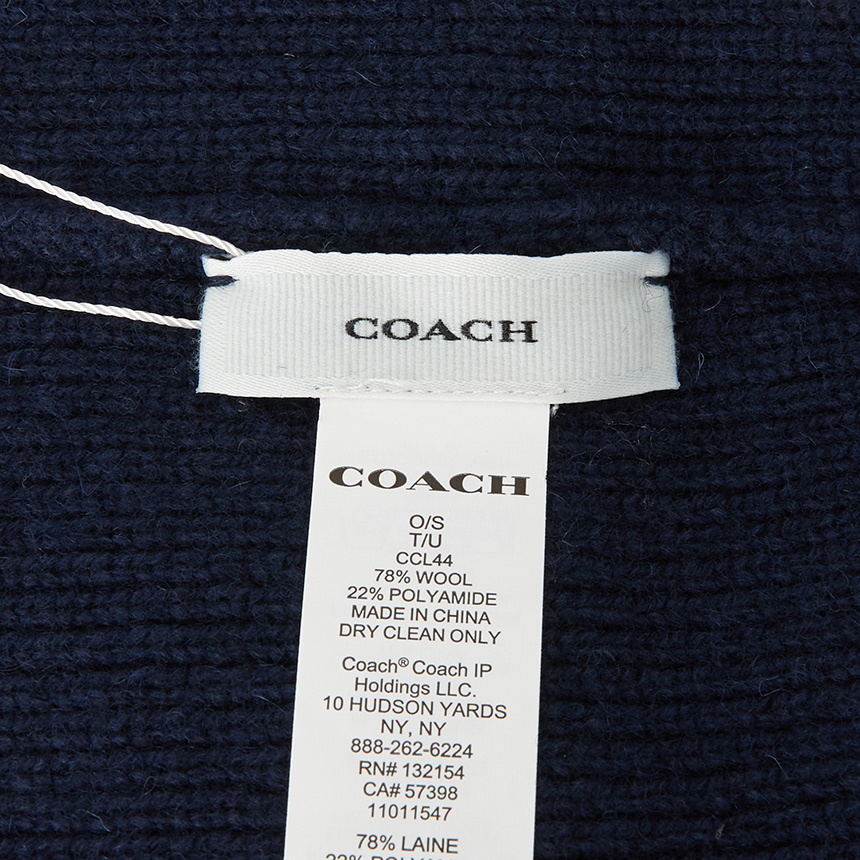 COACH
COACH
O/S
T/U
CCL44
78% WOOL
22% POLYAMIDE
MADE IN CHINA
DRY CLEAN ONLY
Coach® Coach IP
Holdings LLC.
10 HUDSON YARDS
NY, NY
888-262-6224
RN# 132154
CA# 57398
11011547
78% LAINE